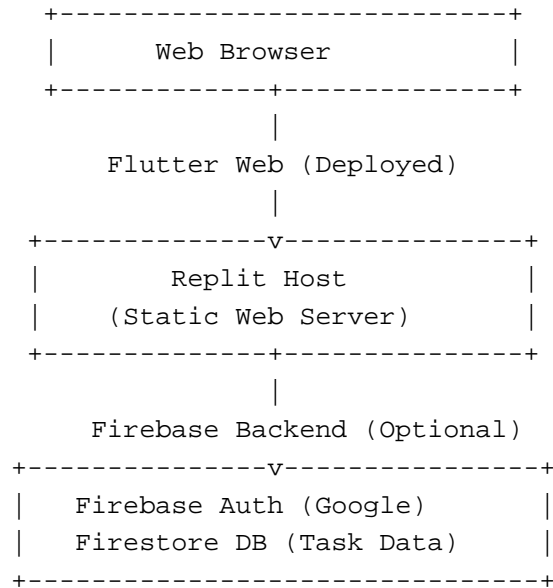 Web Browser
Flutter Web (Deployed)
Replit Host
(Static Web Server)
Firebase Backend (Optional)
Firebase Auth (Google)
Firestore DB (Task Data)